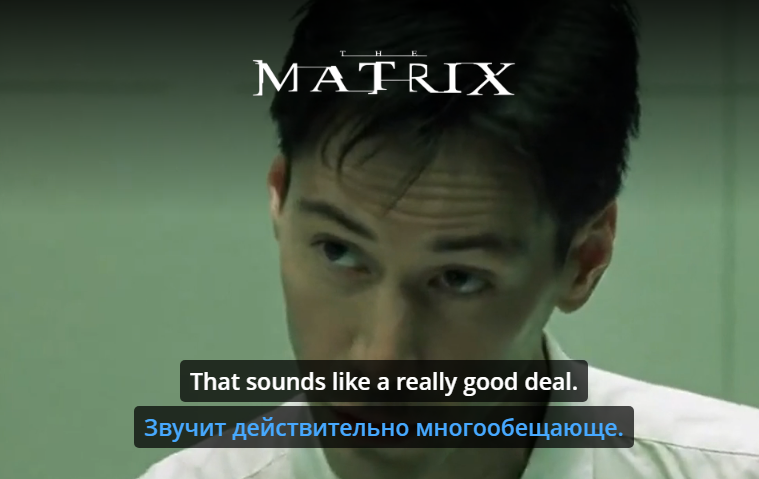 THE
MATRIX
That sounds like a really good deal.
Звучит действительно многообещающе.